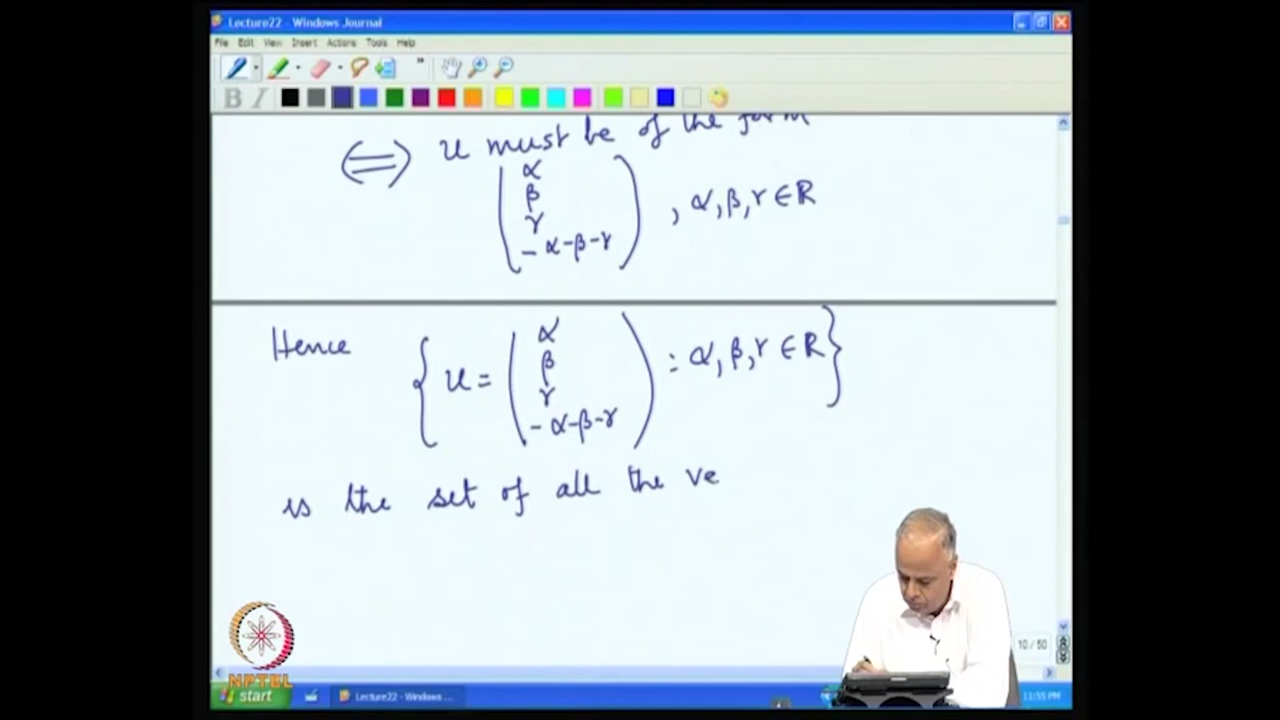 Lecture22 - Windows Journal
File Edit View Insert Actions Tools Help
B I
⟺ u must be of the form
α
β
γ
-α-β-γ
, α,β,γ ∈ R
Hence { u = ( α β γ -α-β-γ ) : α,β,γ ∈ R }
is the set of all the ve
10 / 50
NPTEL
start
Lecture22 - Windows ...
11:55 PM